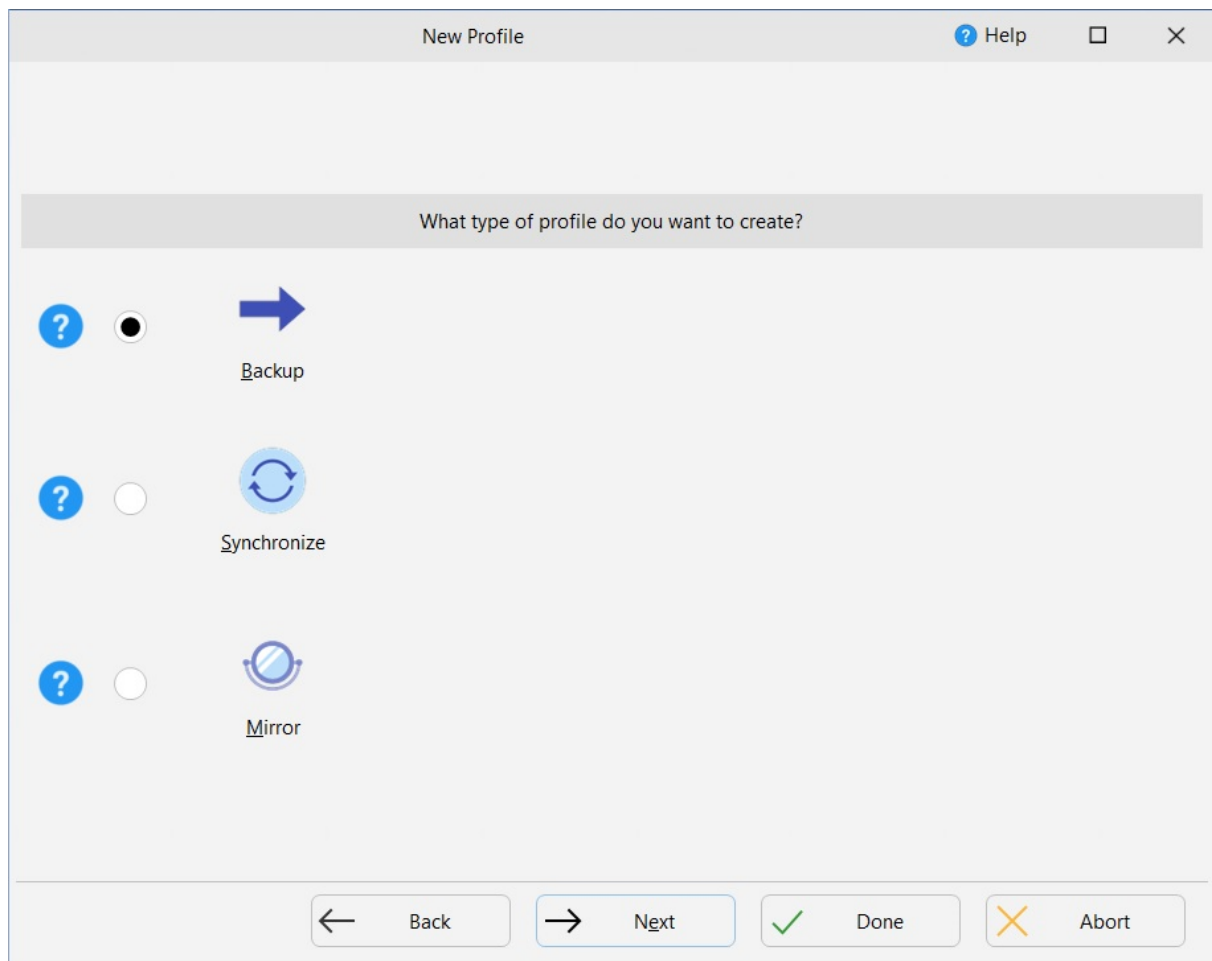 New Profile
? Help
What type of profile do you want to create?
?
Backup
?
Synchronize
?
Mirror
Back
Next
Done
Abort